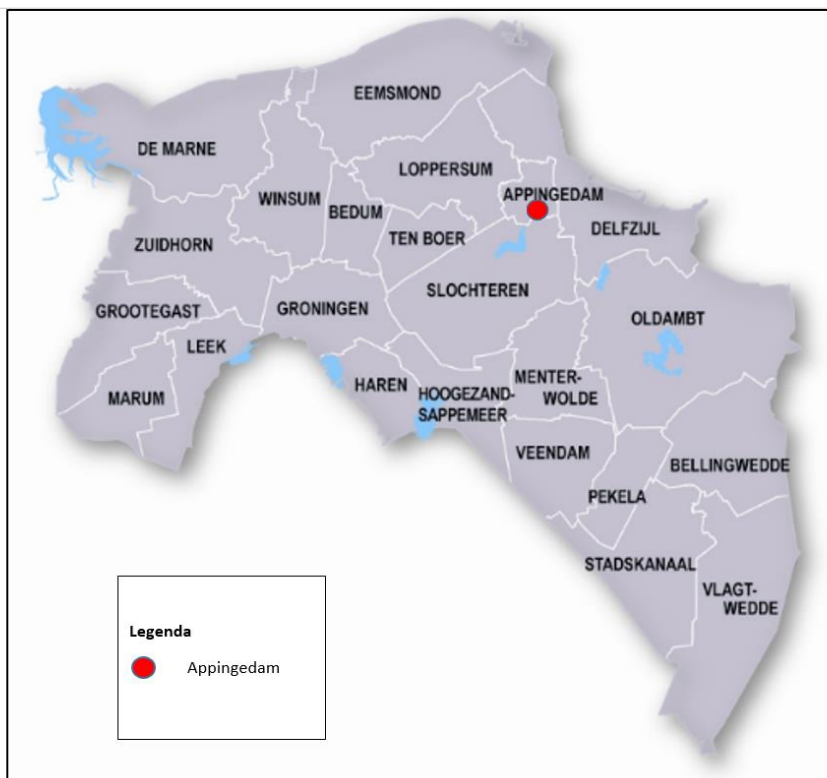 EEMSMOND
DE MARNE
LOPPERSUM
WINSUM
APPINGEDAM
BEDUM
TEN BOER
DELFZIJL
ZUIDHORN
SLOCHTEREN
GROOTEGAST
GRONINGEN
OLDAMBT
LEEK
HAREN
MENTER-
WOLDE
HOOGEZAND-
SAPPEMEER
MARUM
VEENDAM
BELLINGWEDDE
PEKELA
STADSKANAAL
VLAGT-
WEDDE
Legenda
Appingedam